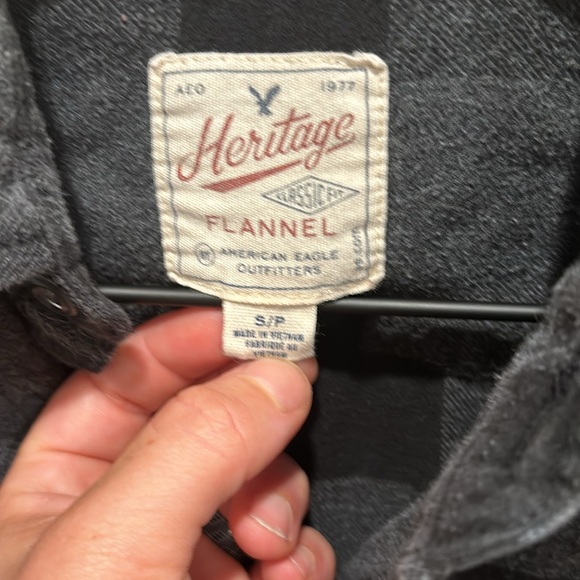 AEO 1977
Heritage
CLASSIC FIT
FLANNEL
AMERICAN EAGLE
OUTFITTERS
S/P
MADE IN VIETNAM
FABRIQUÉ AU
VIETNAM